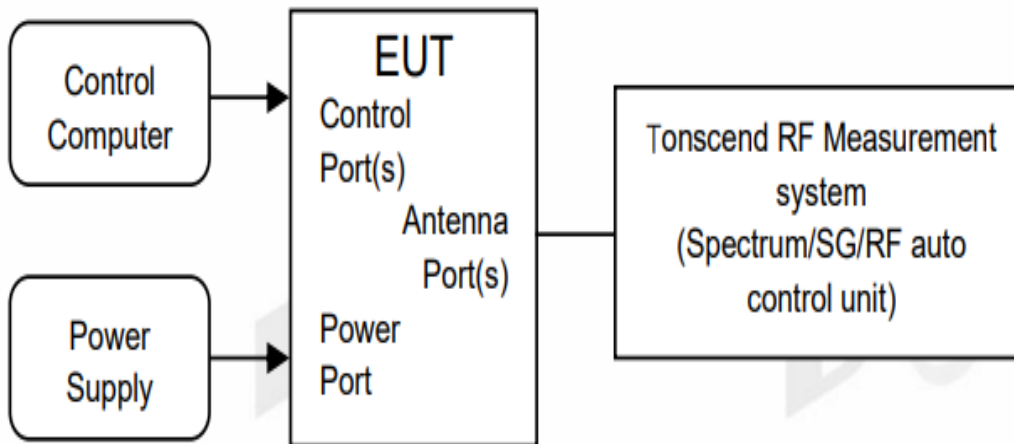 Control
Computer
EUT
Control
Port(s)
Antenna
Port(s)
Power
Port
Power
Supply
Tonscend RF Measurement
system
(Spectrum/SG/RF auto
control unit)